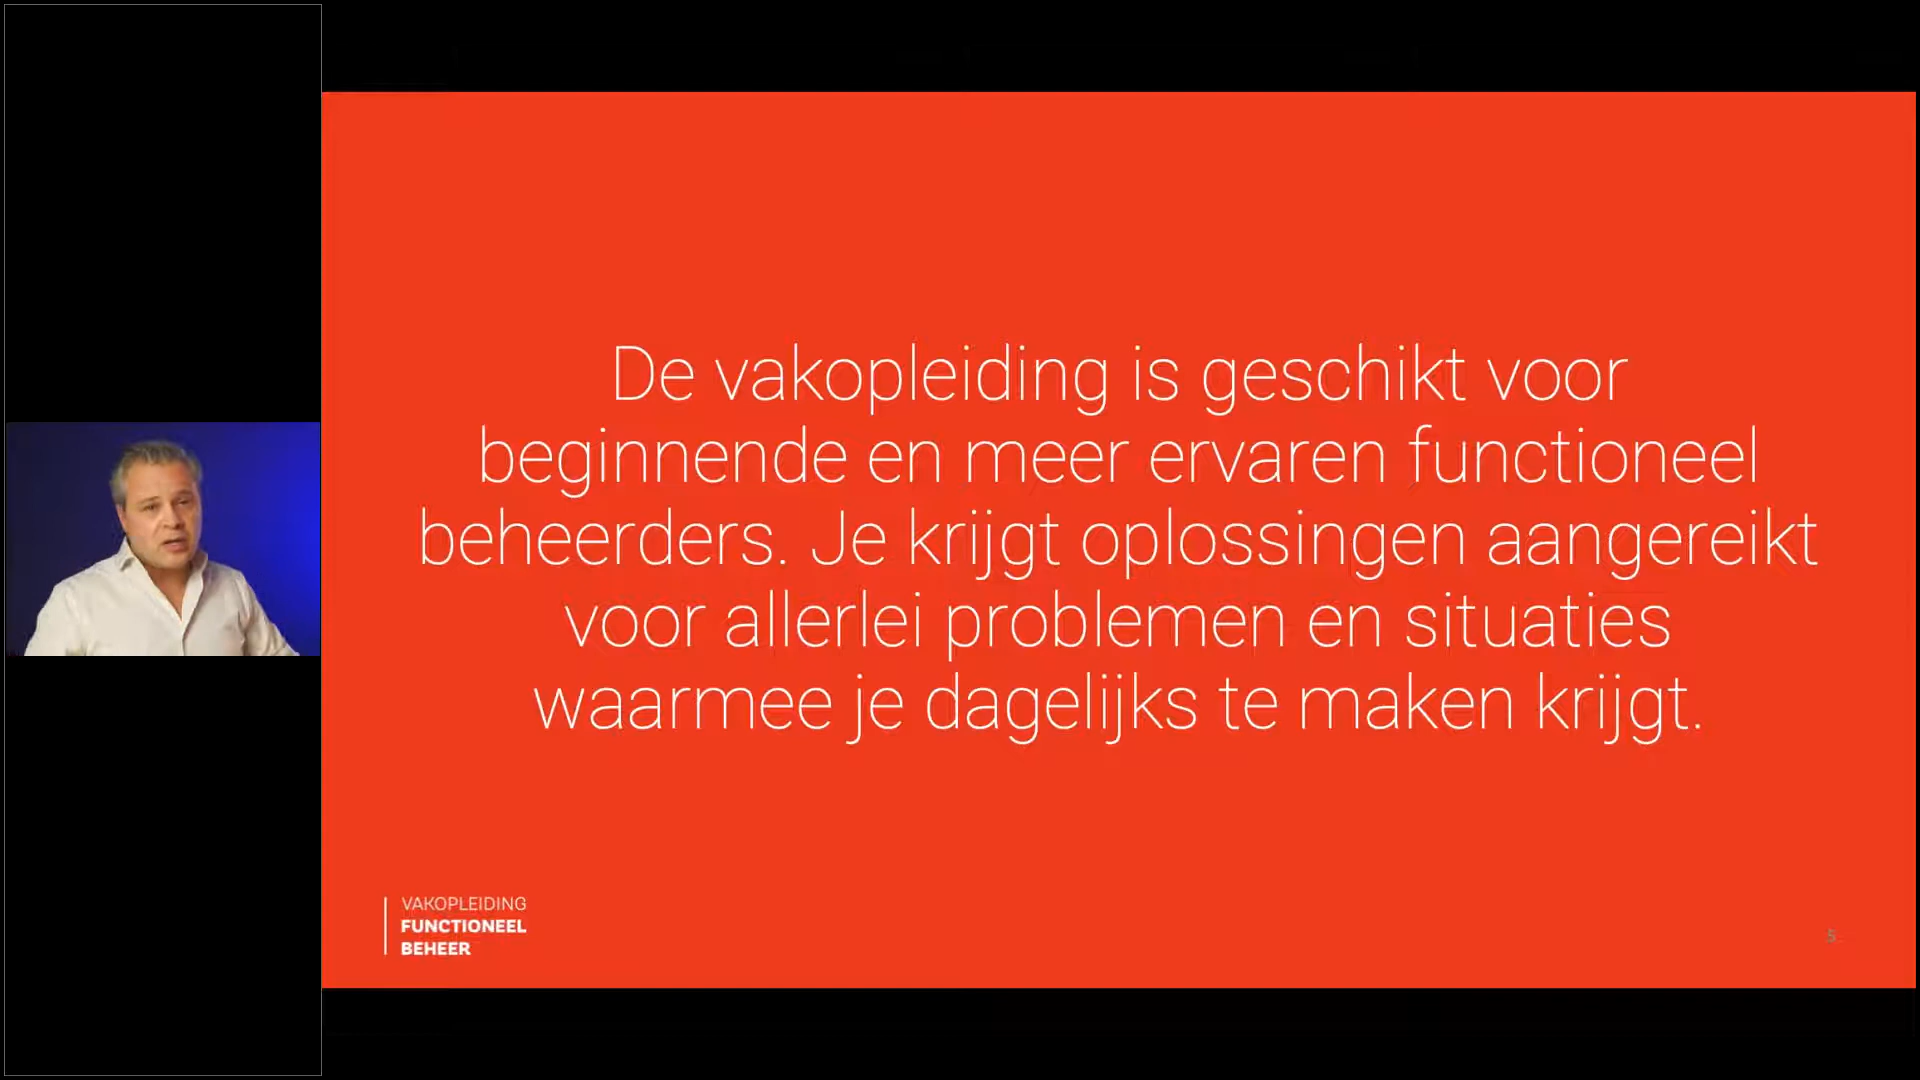 De vakopleiding is geschikt voor
beginnende en meer ervaren functioneel
beheerders. Je krijgt oplossingen aangereikt
voor allerlei problemen en situaties
waarmee je dagelijks te maken krijgt.
VAKOPLEIDING
FUNCTIONEEL
BEHEER
5